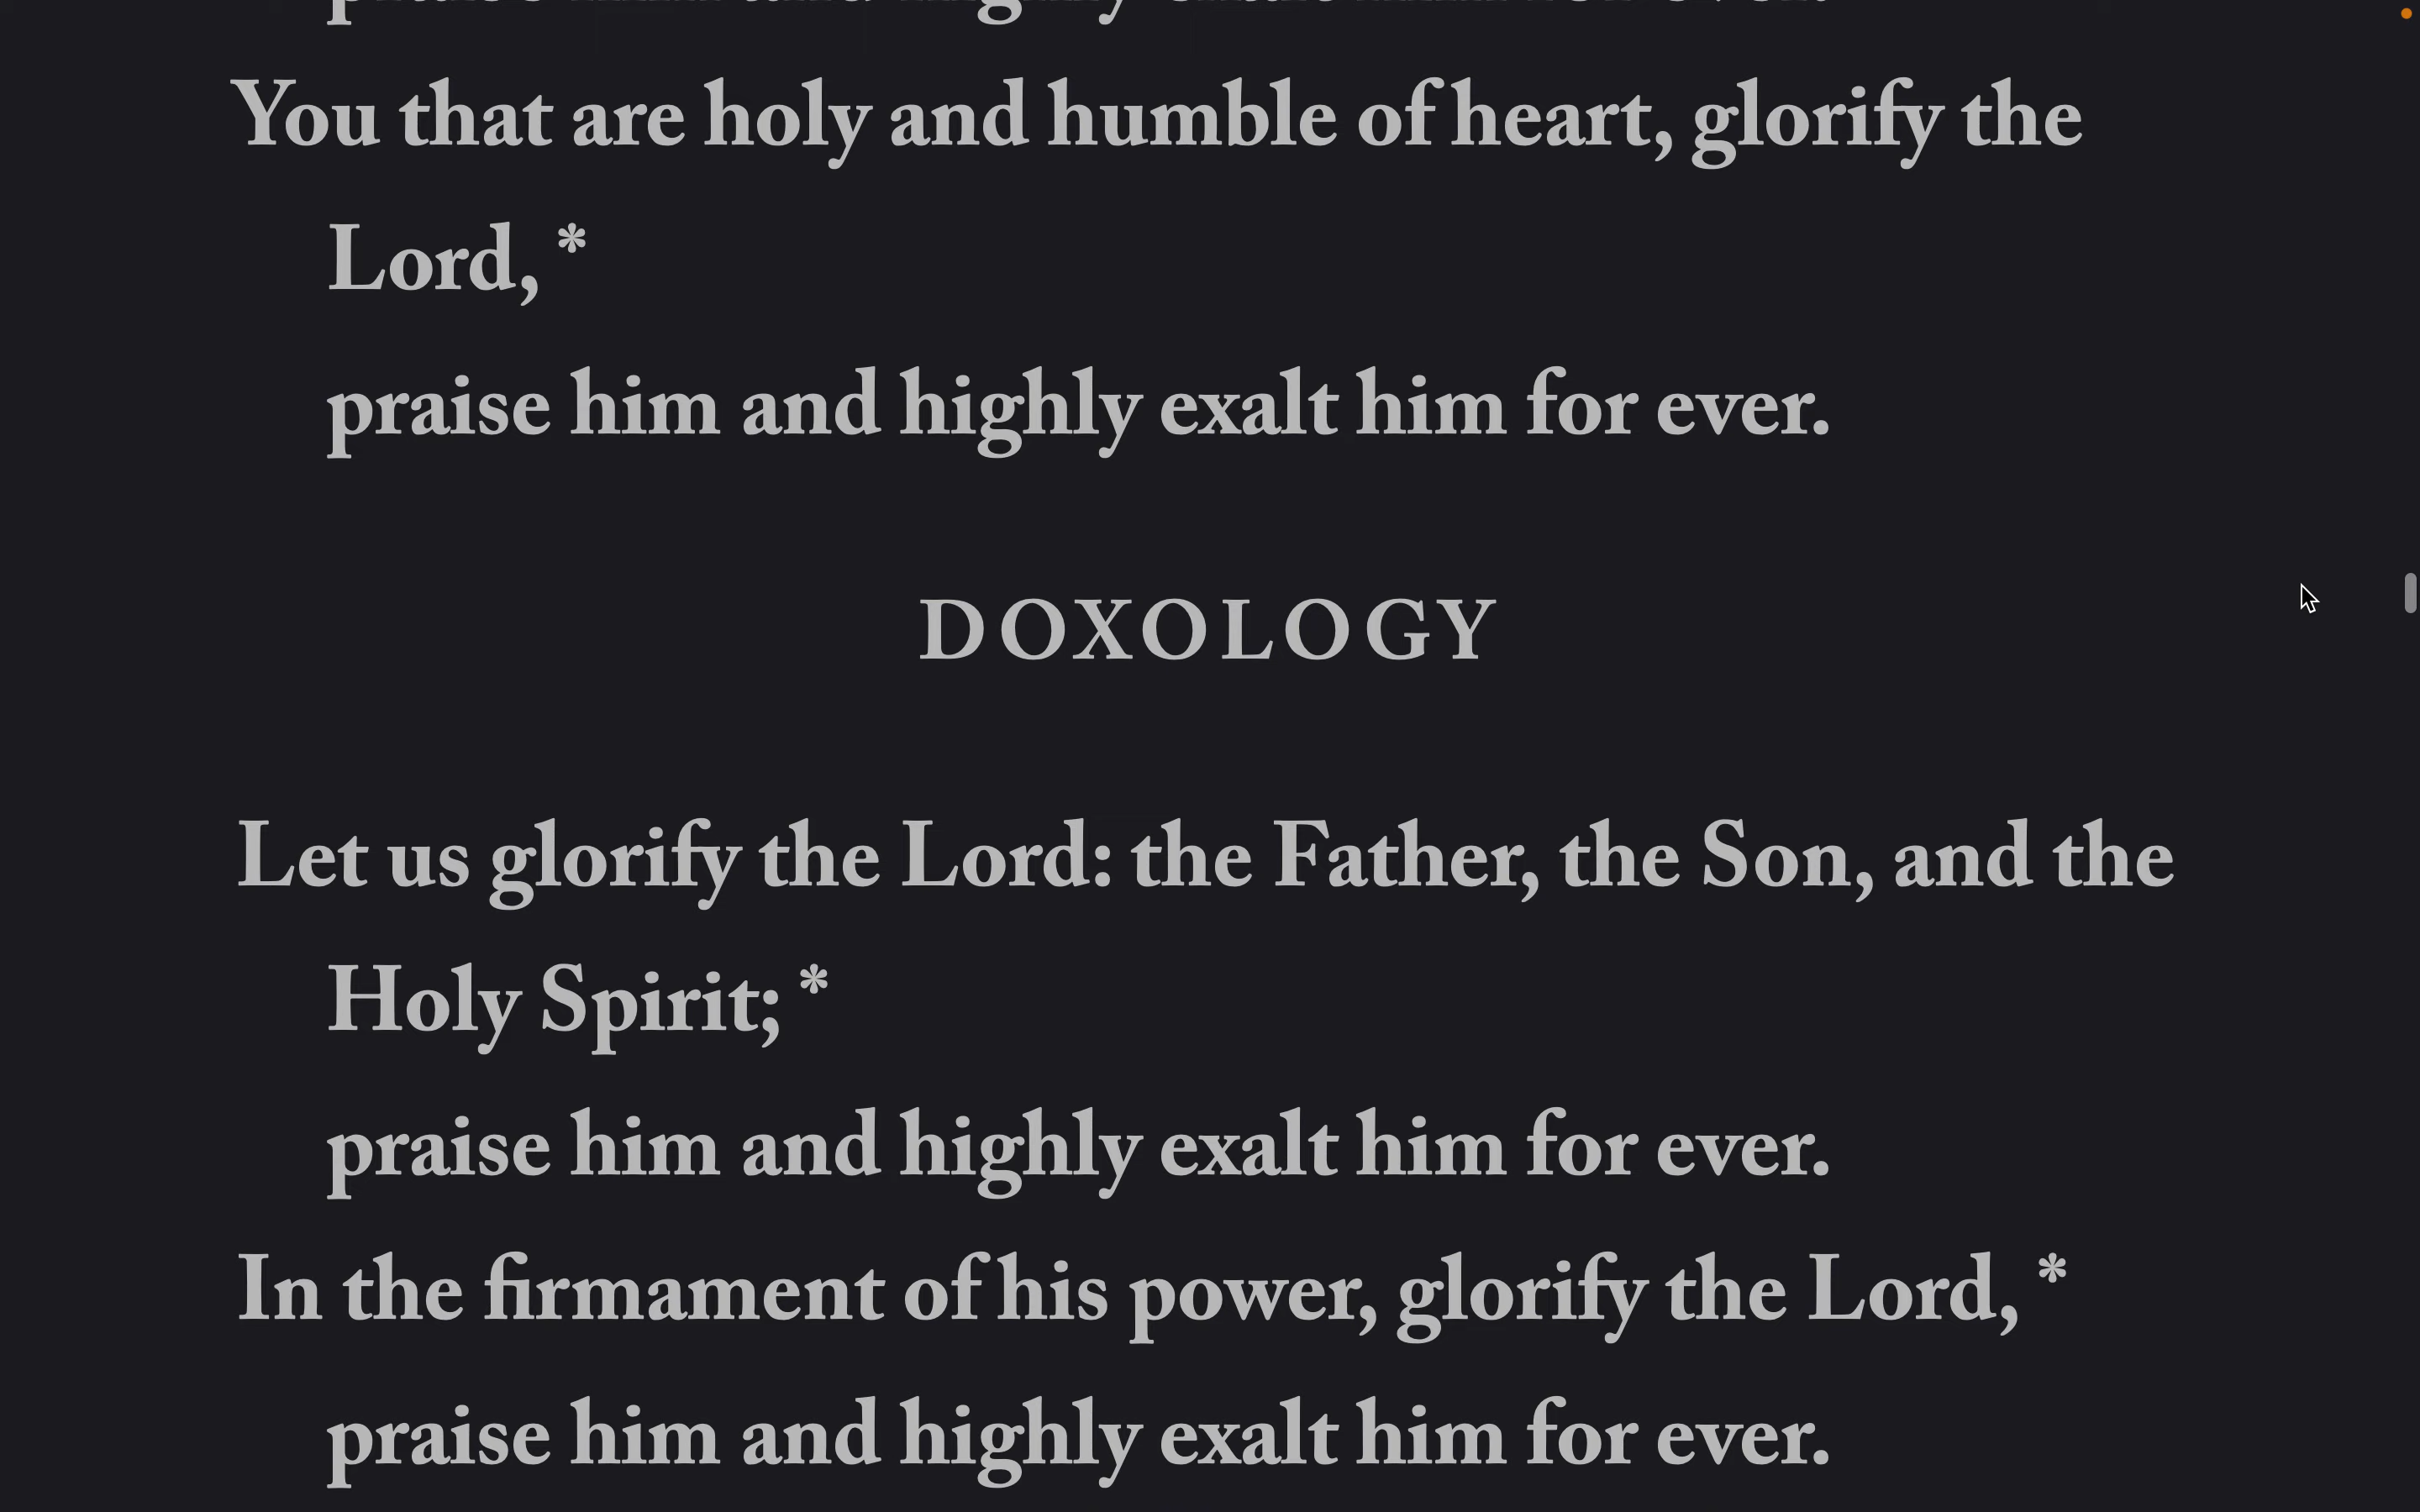 You that are holy and humble of heart, glorify the
Lord, *
praise him and highly exalt him for ever.
DOXOLOGY
Let us glorify the Lord: the Father, the Son, and the
Holy Spirit; *
praise him and highly exalt him for ever.
In the firmament of his power, glorify the Lord, *
praise him and highly exalt him for ever.